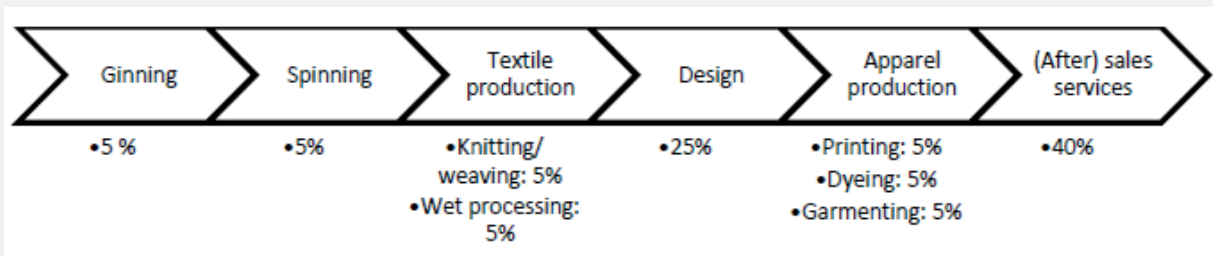 Ginning
Spinning
Textile
production
Design
Apparel
production
(After) sales
services
•5 %
•5%
•Knitting/
weaving: 5%
•Wet processing:
5%
•25%
•Printing: 5%
•Dyeing: 5%
•Garmenting: 5%
•40%